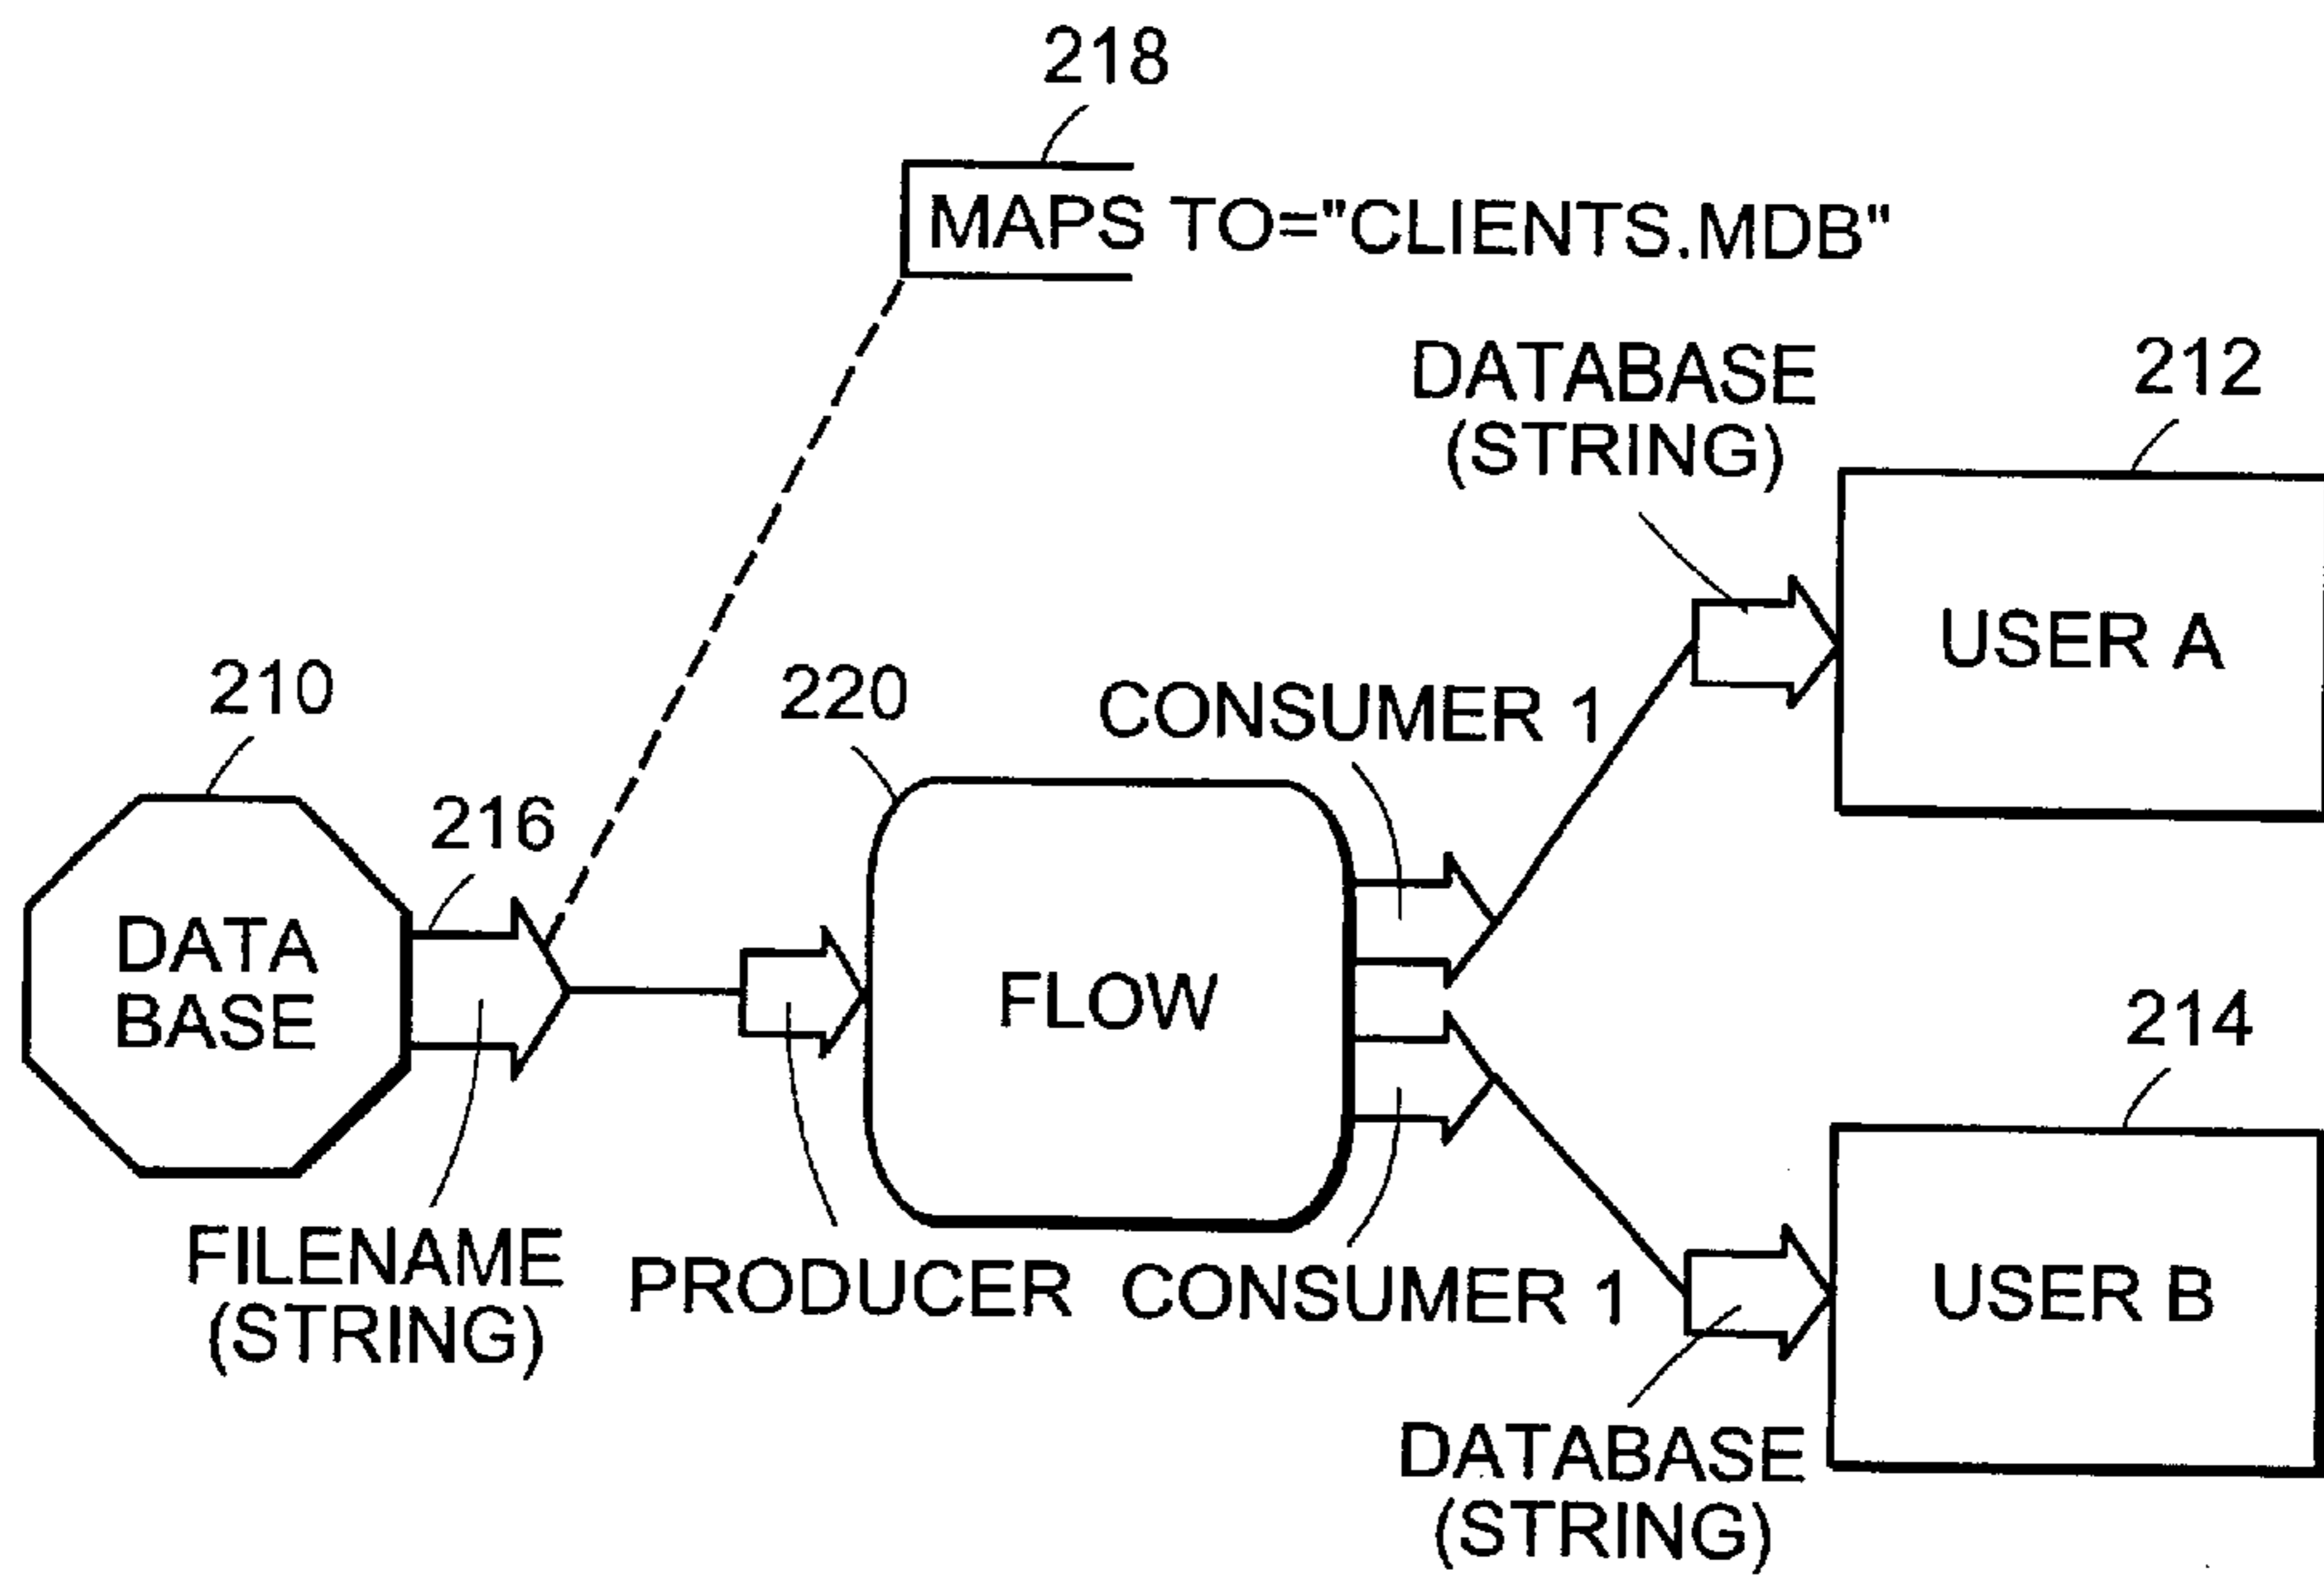 218
MAPS TO="CLIENTS.MDB"
DATABASE
(STRING)
212
USER A
210
220
CONSUMER 1
216
DATA
BASE
FLOW
214
FILENAME
(STRING)
PRODUCER
CONSUMER 1
USER B
DATABASE
(STRING)